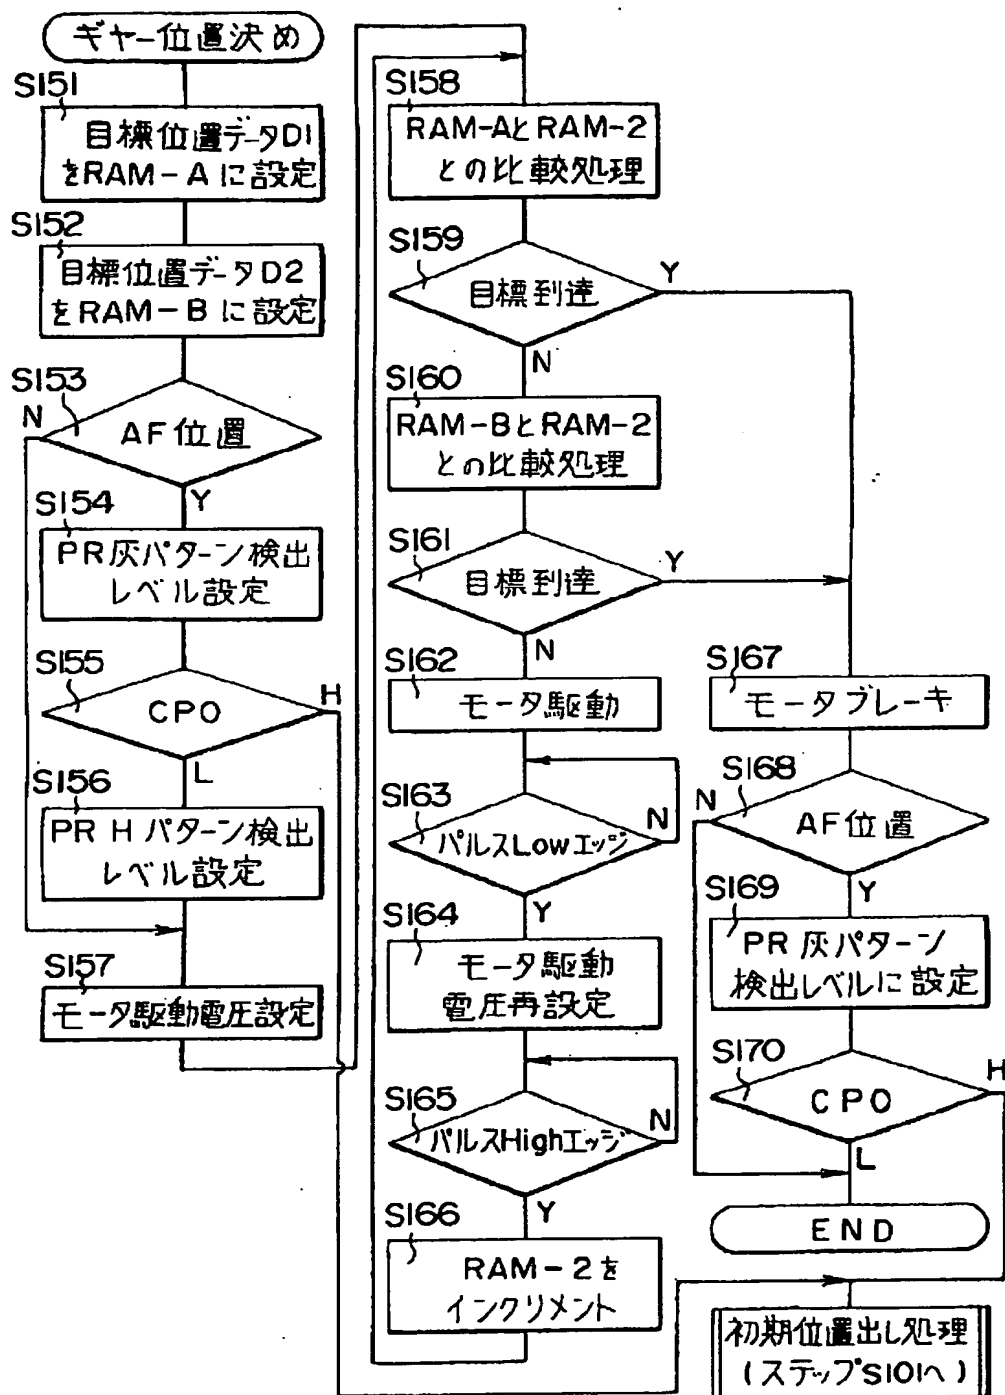 ギヤー位置決め
S151
目標位置データD1
をRAM-Aに設定
S152
目標位置データD2
をRAM-Bに設定
S153
N
AF位置
Y
S154
PR灰パターン検出
レベル設定
S155
CPO
H
L
S156
PR Hパターン検出
レベル設定
S157
モータ駆動電圧設定
S158
RAM-AとRAM-2
との比較処理
S159
目標到達
Y
N
S160
RAM-BとRAM-2
との比較処理
S161
目標到達
Y
N
S162
モータ駆動
S163
パルスLowエッジ
N
Y
S164
モータ駆動
電圧再設定
S165
パルスHighエッジ
N
Y
S166
RAM-2を
インクリメント
S167
モータブレーキ
S168
N
AF位置
Y
S169
PR灰パターン
検出レベルに設定
S170
CPO
H
L
END
初期位置出し処理
(ステップS101へ)